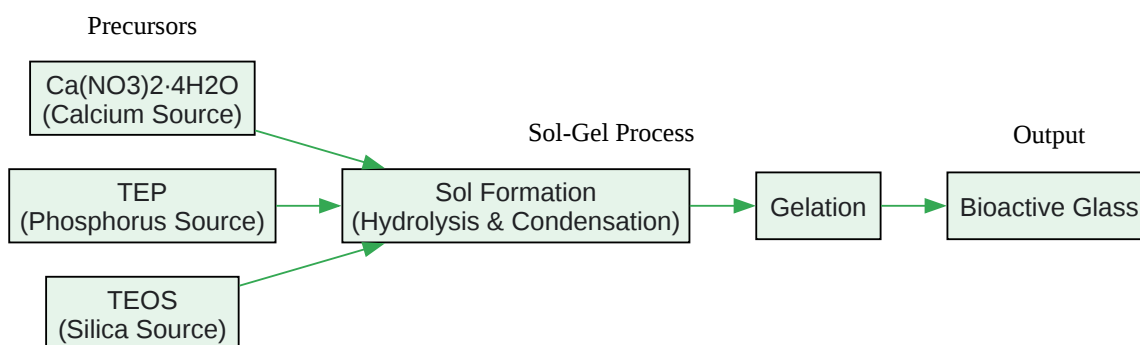 Precursors
Ca(NO3)2·4H2O
(Calcium Source)
Sol-Gel Process
Output
TEP
(Phosphorus Source)
Sol Formation
(Hydrolysis & Condensation)
Gelation
Bioactive Glass
TEOS
(Silica Source)